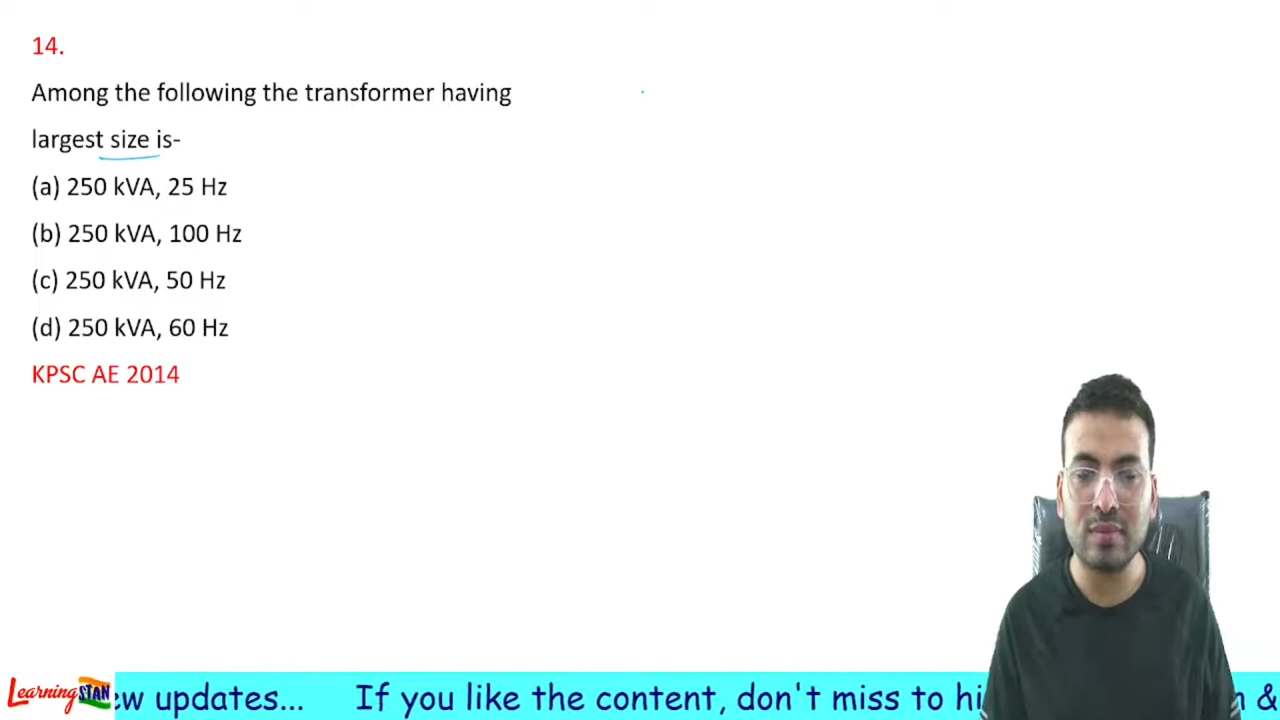 14.
Among the following the transformer having
largest size is-
(a) 250 kVA, 25 Hz
(b) 250 kVA, 100 Hz
(c) 250 kVA, 50 Hz
(d) 250 kVA, 60 Hz
KPSC AE 2014
LearningSTAN
ew updates... If you like the content, don't miss to hi n &